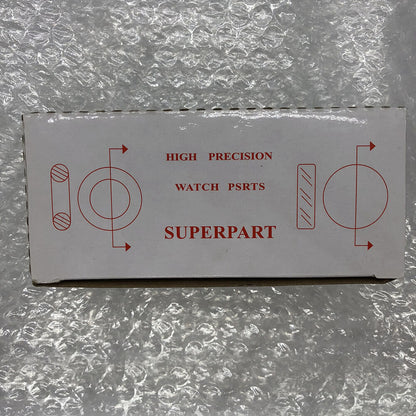 HIGH PRECISION
WATCH PSRTS
SUPERPART